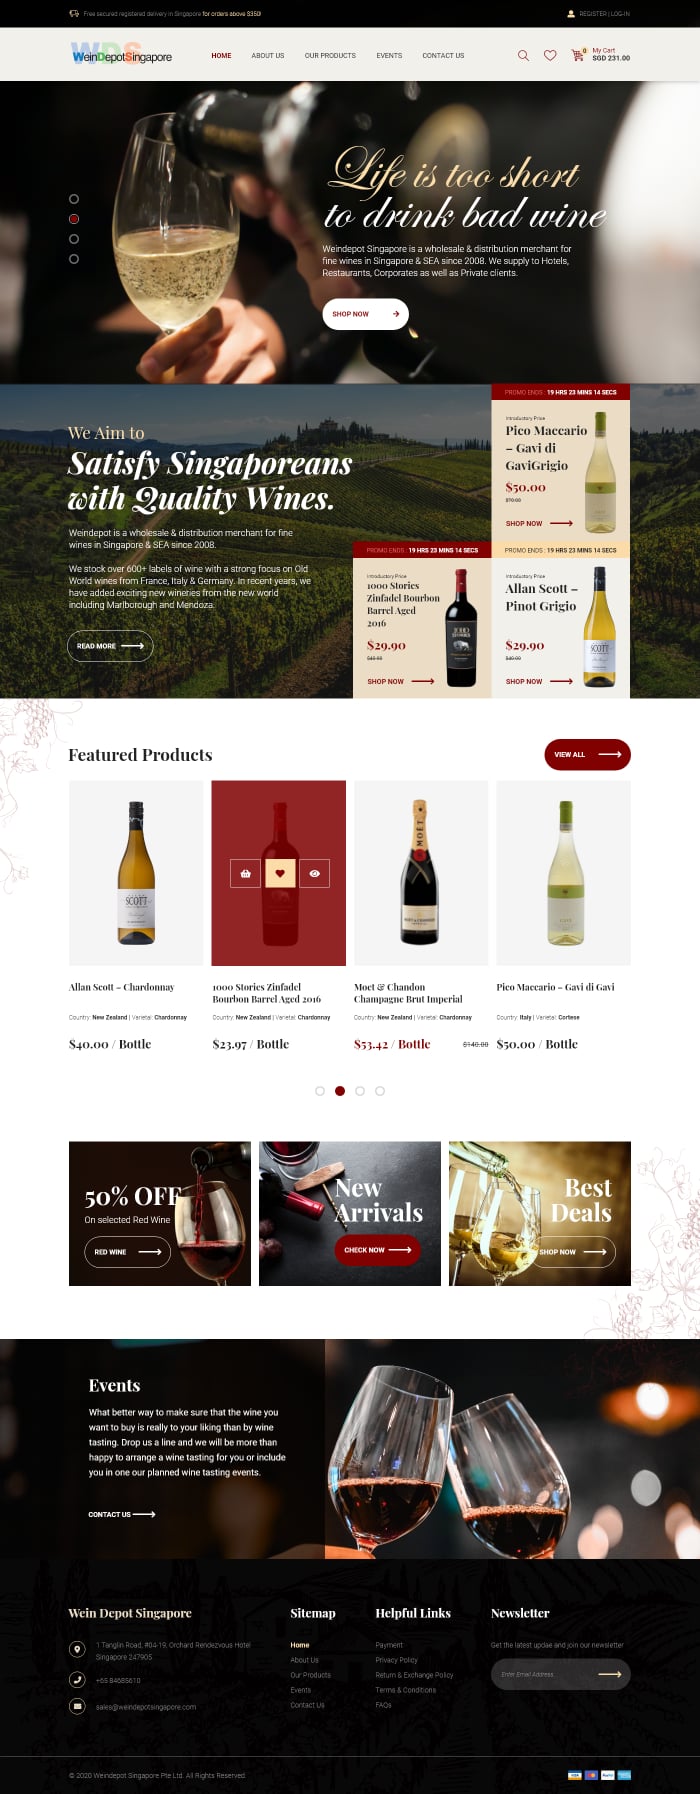 Free secured registered delivery in Singapore for orders above $350!
REGISTER | LOG-IN
WDS
WeinDepotSingapore
HOME
ABOUT US
OUR PRODUCTS
EVENTS
CONTACT US
0
My Cart
SGD 231.00
Life is too short
to drink bad wine
Weindepot Singapore is a wholesale & distribution merchant for
fine wines in Singapore & SEA since 2008. We supply to Hotels,
Restaurants, Corporates as well as Private clients.
SHOP NOW
We Aim to
Satisfy Singaporeans
with Quality Wines.
Weindepot is a wholesale & distribution merchant for fine
wines in Singapore & SEA since 2008.
We stock over 600+ labels of wine with a strong focus on Old
World wines from France, Italy & Germany. In recent years, we
have added exciting new wineries from the new world
including Marlborough and Mendoza.
READ MORE
PROMO ENDS : 19 HRS 23 MINS 14 SECS
Introductory Price
Pico Maccario
– Gavi di
GaviGrigio
$50.00
$70.00
SHOP NOW
PROMO ENDS : 19 HRS 23 MINS 14 SECS
Introductory Price
1000 Stories
Zinfadel Bourbon
Barrel Aged
2016
$29.90
$40.00
SHOP NOW
1000
STORIES
PROMO ENDS : 19 HRS 23 MINS 14 SECS
Introductory Price
Allan Scott –
Pinot Grigio
$29.90
$40.00
SHOP NOW
SCOTT
Featured Products
VIEW ALL
SCOTT
MOËT
MOËT & CHANDON
GAVI
Allan Scott – Chardonnay
Country: New Zealand | Varietal: Chardonnay
$40.00 / Bottle
1000 Stories Zinfadel
Bourbon Barrel Aged 2016
Country: New Zealand | Varietal: Chardonnay
$23.97 / Bottle
Moet & Chandon
Champagne Brut Imperial
Country: New Zealand | Varietal: Chardonnay
$53.42 / Bottle
$140.00
Pico Maccario – Gavi di Gavi
Country: Italy | Varietal: Cortese
$50.00 / Bottle
50% OFF
On selected Red Wine
RED WINE
New
Arrivals
CHECK NOW
Best
Deals
SHOP NOW
Events
What better way to make sure that the wine you
want to buy is really to your liking than by wine
tasting. Drop us a line and we will be more than
happy to arrange a wine tasting for you or include
you in one our planned wine tasting events.
CONTACT US
Wein Depot Singapore
1 Tanglin Road, #04-19, Orchard Rendezvous Hotel
Singapore 247905
+65 84685610
sales@weindepotsingapore.com
Sitemap
Home
About Us
Our Products
Events
Contact Us
Helpful Links
Payment
Privacy Policy
Return & Exchange Policy
Terms & Conditions
FAQs
Newsletter
Get the latest updae and join our newsletter
Enter Email Address..
© 2020 Weindepot Singapore Pte Ltd. All Rights Reserved.
VISA
PayPal